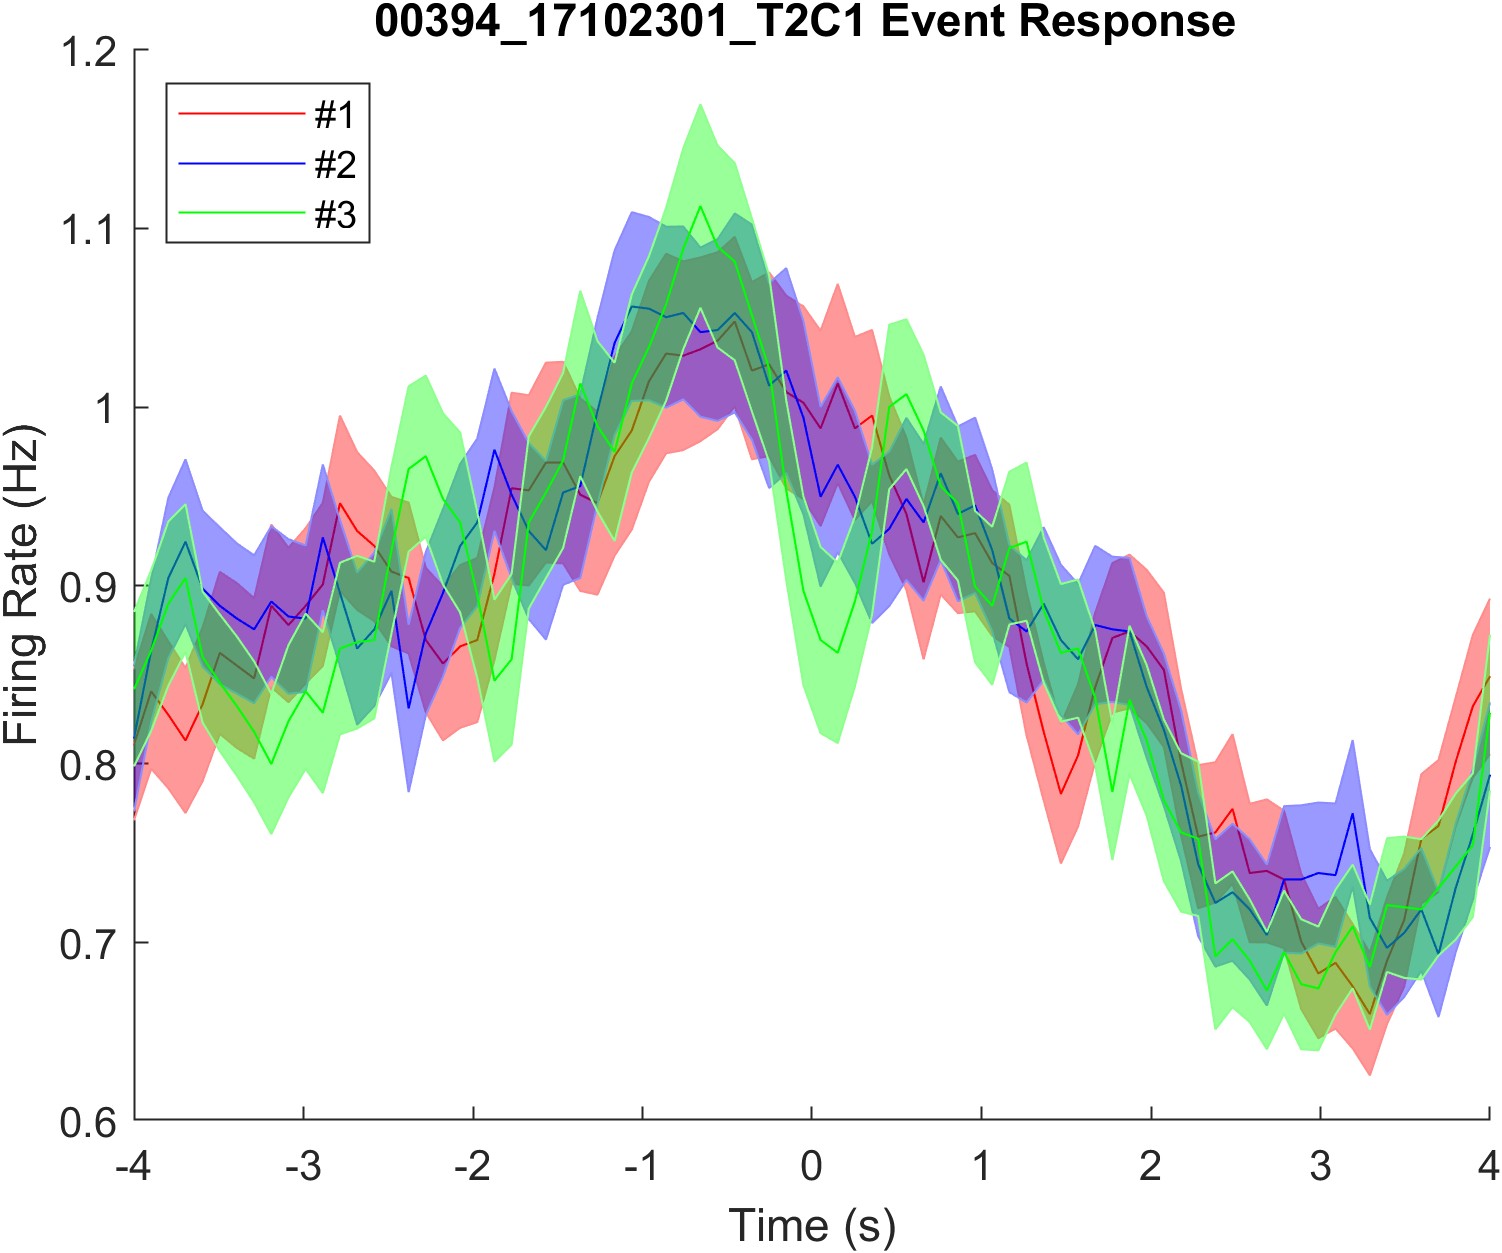 00394_17102301_T2C1 Event Response
#1
#2
#3
1.2
1.1
1
0.9
0.8
0.7
0.6
Firing Rate (Hz)
-4 -3 -2 -1 0 1 2 3 4
Time (s)